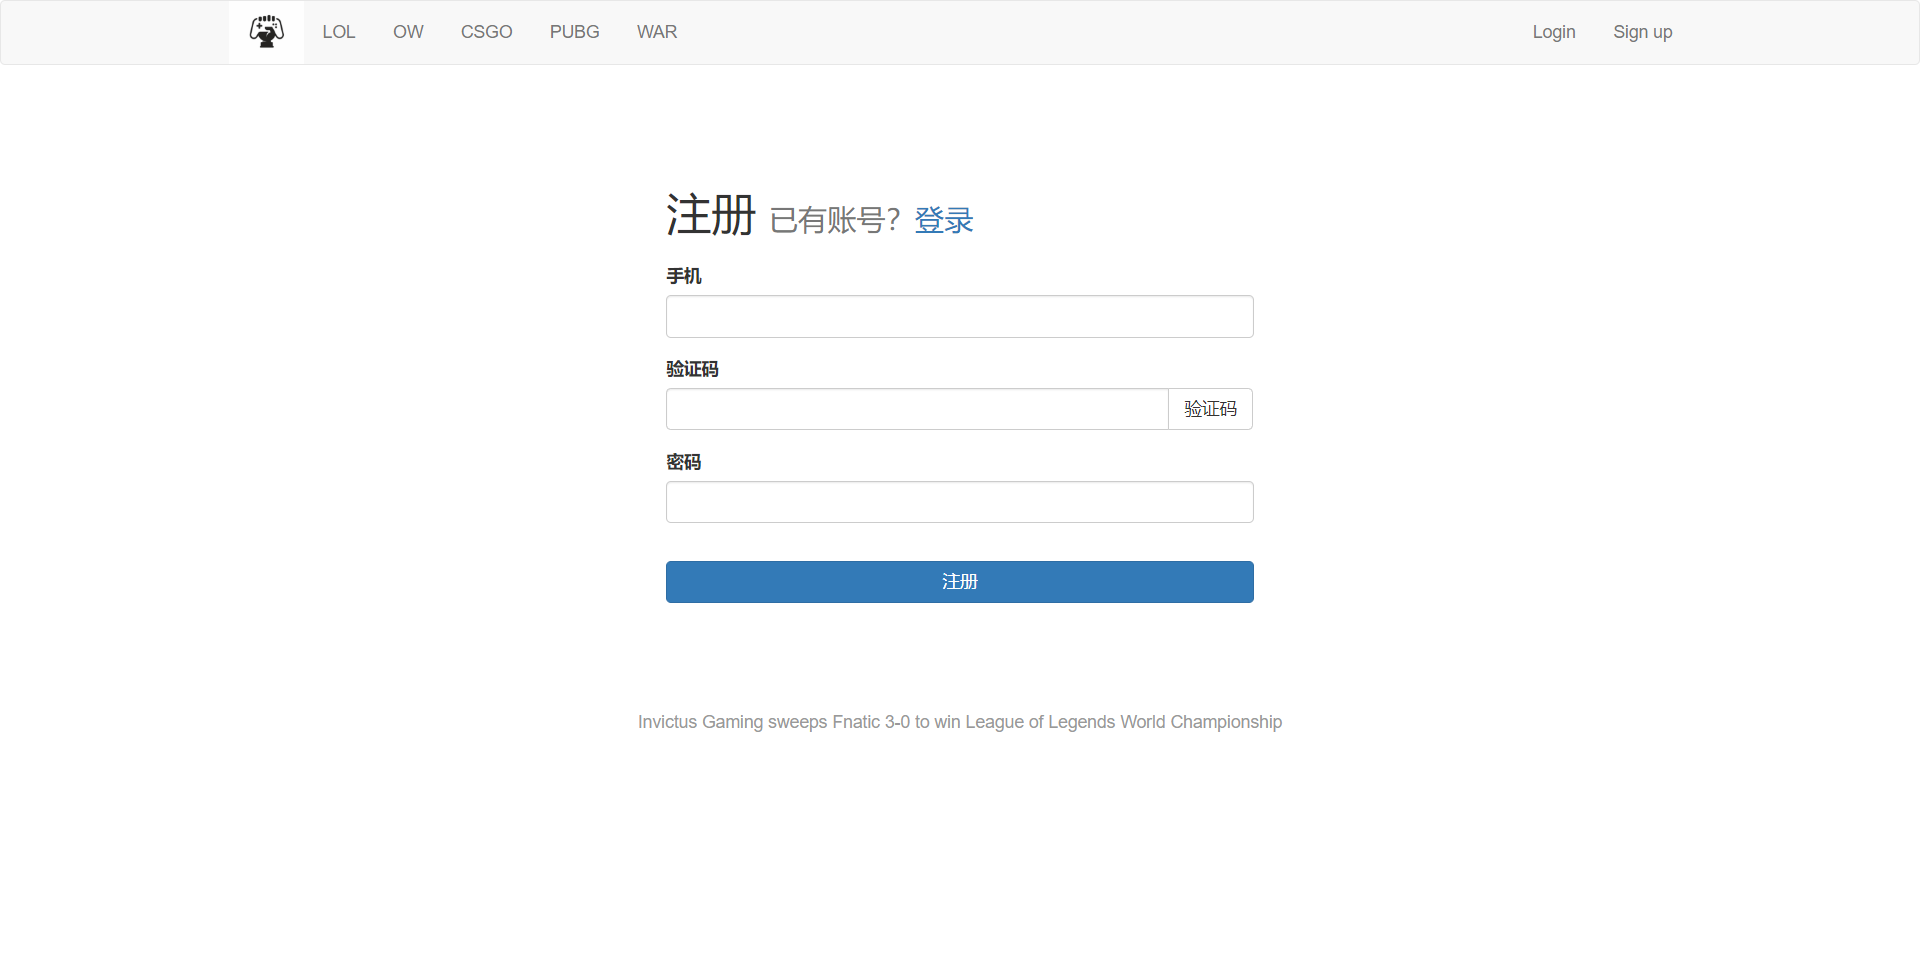 LOL OW CSGO PUBG WAR Login Sign up
注册 已有账号？登录
手机
验证码
验证码
密码
注册
Invictus Gaming sweeps Fnatic 3-0 to win League of Legends World Championship